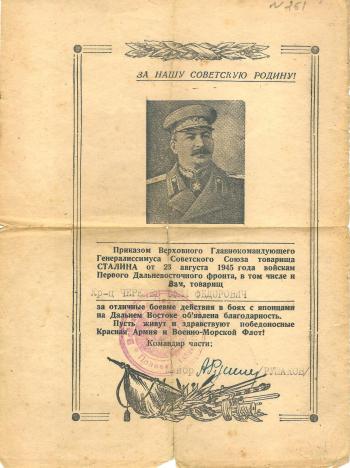 № 761
ЗА НАШУ СОВЕТСКУЮ РОДИНУ!
Приказом Верховного Главнокомандующего
Генералиссимуса Советского Союза товарища
СТАЛИНА от 23 августа 1945 года войскам
Первого Дальневосточного фронта, в том числе и
Вам, товарищ
Кр-ц ФЕДОРОВИЧ
за отличные боевые действия в боях с японцами
на Дальнем Востоке об'явлена благодарность.
Пусть живут и здравствуют победоносные
Красная Армия и Военно-Морской Флот!
Командир части: